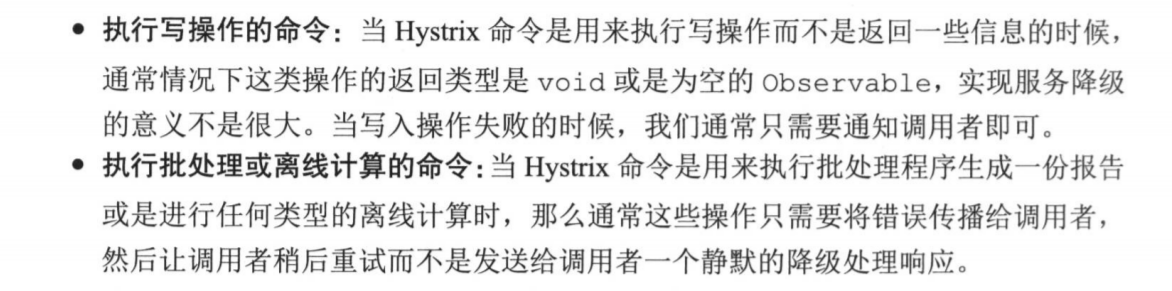 • 执行写操作的命令：当 Hystrix 命令是用来执行写操作而不是返回一些信息的时候，
通常情况下这类操作的返回类型是 void 或是为空的 Observable，实现服务降级
的意义不是很大。当写入操作失败的时候，我们通常只需要通知调用者即可。
• 执行批处理或离线计算的命令：当 Hystrix 命令是用来执行批处理程序生成一份报告
或是进行任何类型的离线计算时，那么通常这些操作只需要将错误传播给调用者，
然后让调用者稍后重试而不是发送给调用者一个静默的降级处理响应。